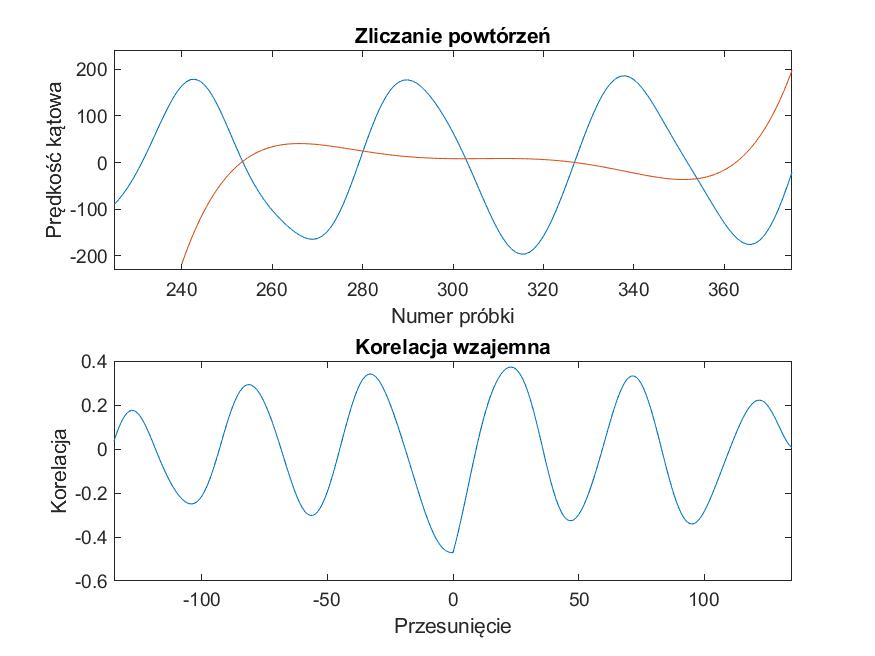 Zliczanie powtórzeń
200
100
0
-100
-200
Prędkość kątowa
240 260 280 300 320 340 360
Numer próbki
Korelacja wzajemna
0.4
0.2
0
-0.2
-0.4
-0.6
Korelacja
-100 -50 0 50 100
Przesunięcie